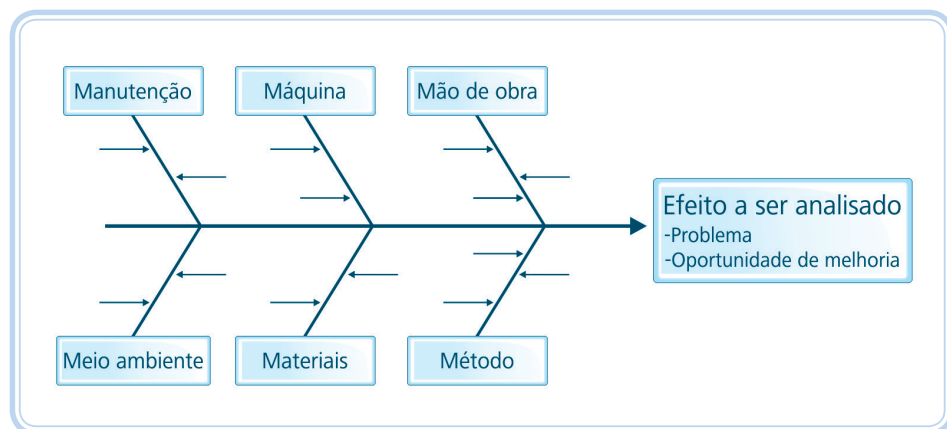 Manutenção
Máquina
Mão de obra
Efeito a ser analisado
-Problema
-Oportunidade de melhoria
Meio ambiente
Materiais
Método